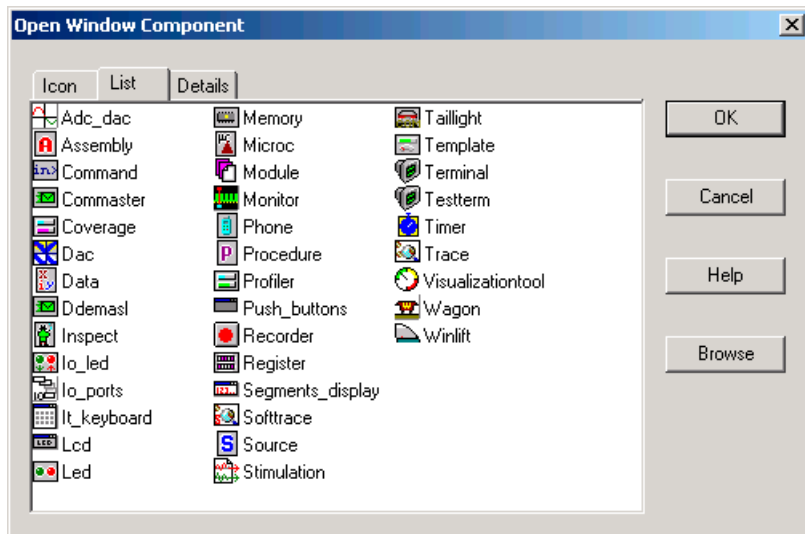 Open Window Component
Icon
List
Details
Adc_dac
Assembly
Command
Commaster
Coverage
Dac
Data
Ddemasl
Inspect
Io_led
Io_ports
It_keyboard
Lcd
Led
Memory
Microc
Module
Monitor
Phone
Procedure
Profiler
Push_buttons
Recorder
Register
Segments_display
Softtrace
Source
Stimulation
Taillight
Template
Terminal
Testterm
Timer
Trace
Visualizationtool
Wagon
Winlift
OK
Cancel
Help
Browse